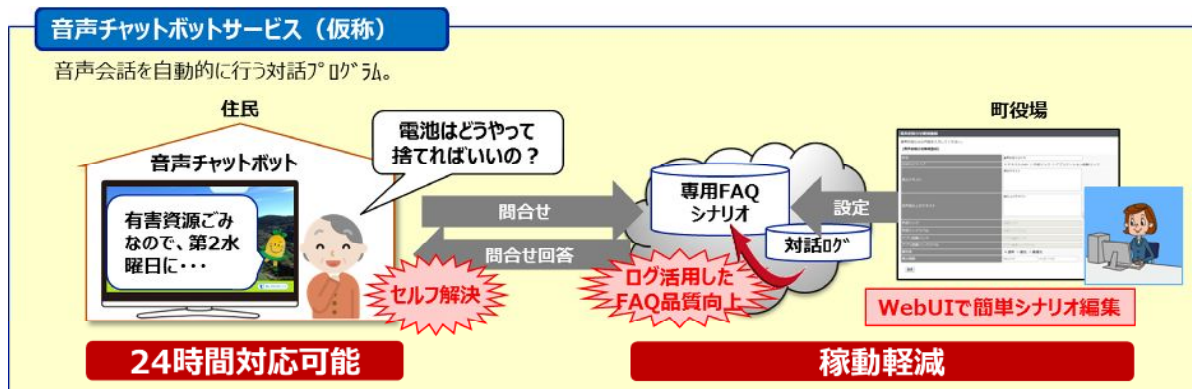 音声チャットボットサービス（仮称）
音声会話を自動的に行う対話ﾌﾟﾛｸﾞﾗﾑ。
住民
音声チャットボット
有害資源ごみ
なので、第2水
曜日に・・・
電池はどうやって
捨てればいいの？
問合せ
問合せ回答
セルフ解決
24時間対応可能
専用FAQ
シナリオ
対話ﾛｸﾞ
ログ活用した
FAQ品質向上
設定
町役場
WebUIで簡単シナリオ編集
稼動軽減